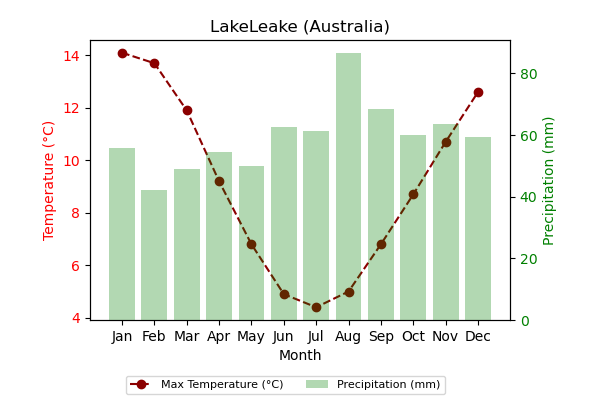 LakeLeake (Australia)
Temperature (°C)
14
12
10
8
6
4
Precipitation (mm)
80
60
40
20
0
Jan Feb Mar Apr May Jun Jul Aug Sep Oct Nov Dec
Month
Max Temperature (°C) Precipitation (mm)